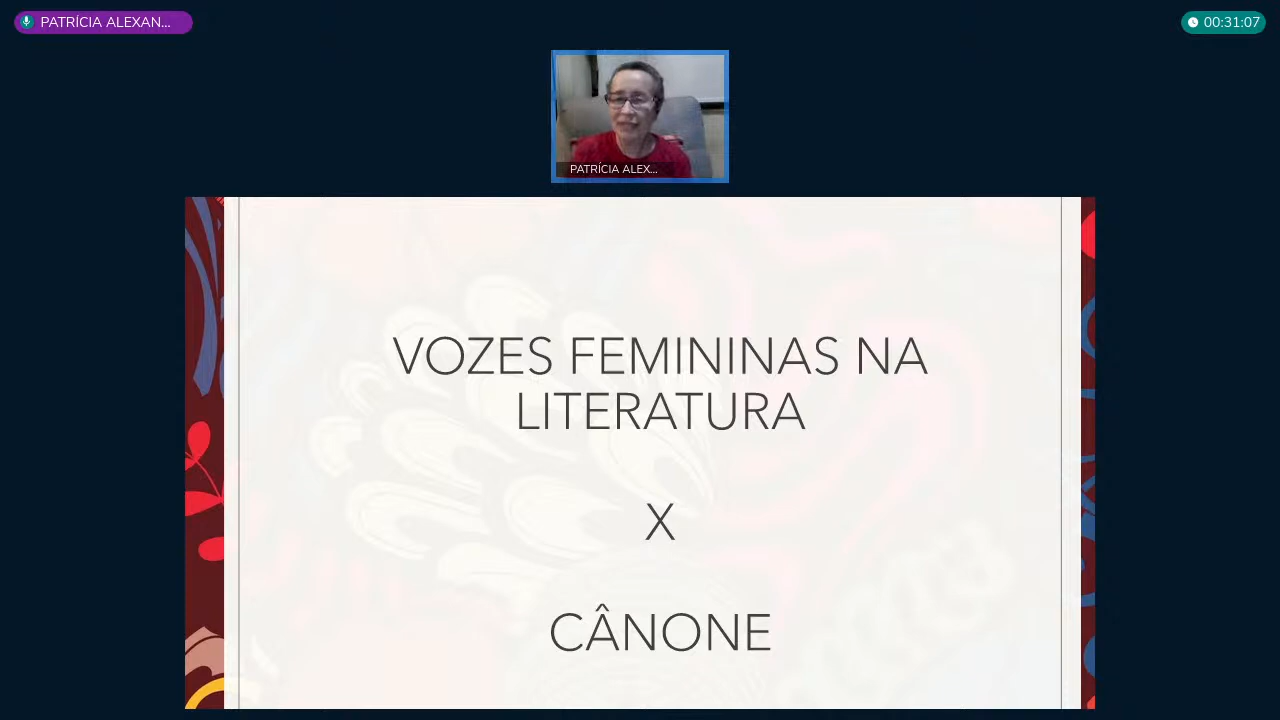 PATRÍCIA ALEXAN...
00:31:07
PATRÍCIA ALEX...
VOZES FEMININAS NA
LITERATURA
X
CÂNONE